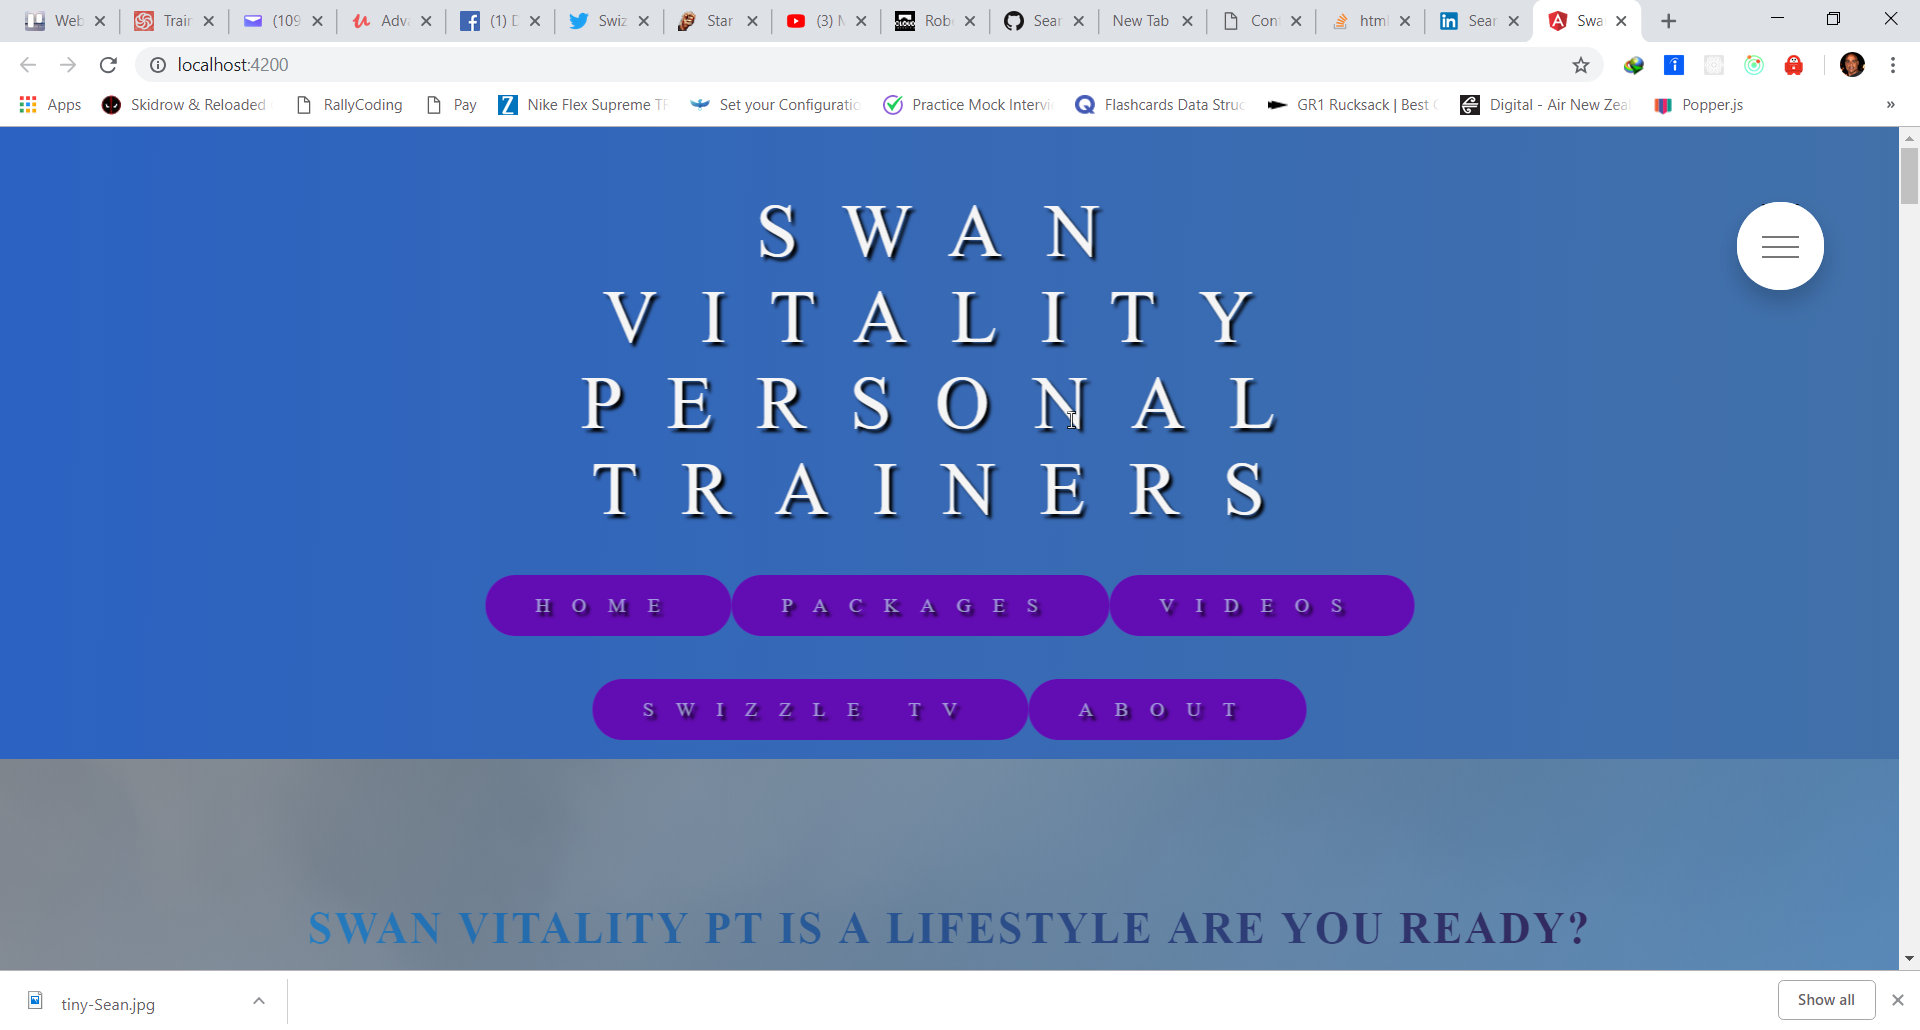 Web
Trair
(109
Adv
(1) D
Swiz
Star
(3) M
Rob
Sear
New Tab
Con
html
Sear
Swa
localhost:4200
Apps
Skidrow & Reloaded
RallyCoding
Pay
Nike Flex Supreme TF
Set your Configuratio
Practice Mock Intervi
Flashcards Data Struc
GR1 Rucksack | Best
Digital - Air New Zea
Popper.js
»
SWAN
VITALITY
PERSONAL
TRAINERS
HOME
PACKAGES
VIDEOS
SWIZZLE TV
ABOUT
SWAN VITALITY PT IS A LIFESTYLE ARE YOU READY?
tiny-Sean.jpg
Show all